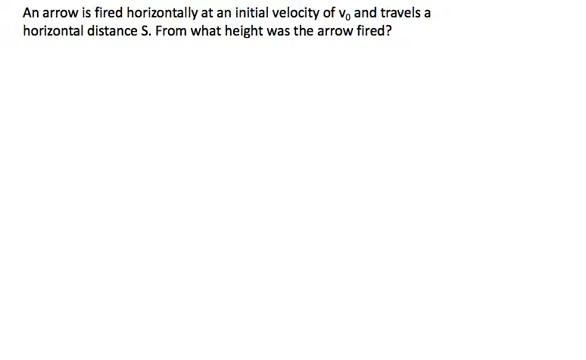 An arrow is fired horizontally at an initial velocity of v₀ and travels a
horizontal distance S. From what height was the arrow fired?